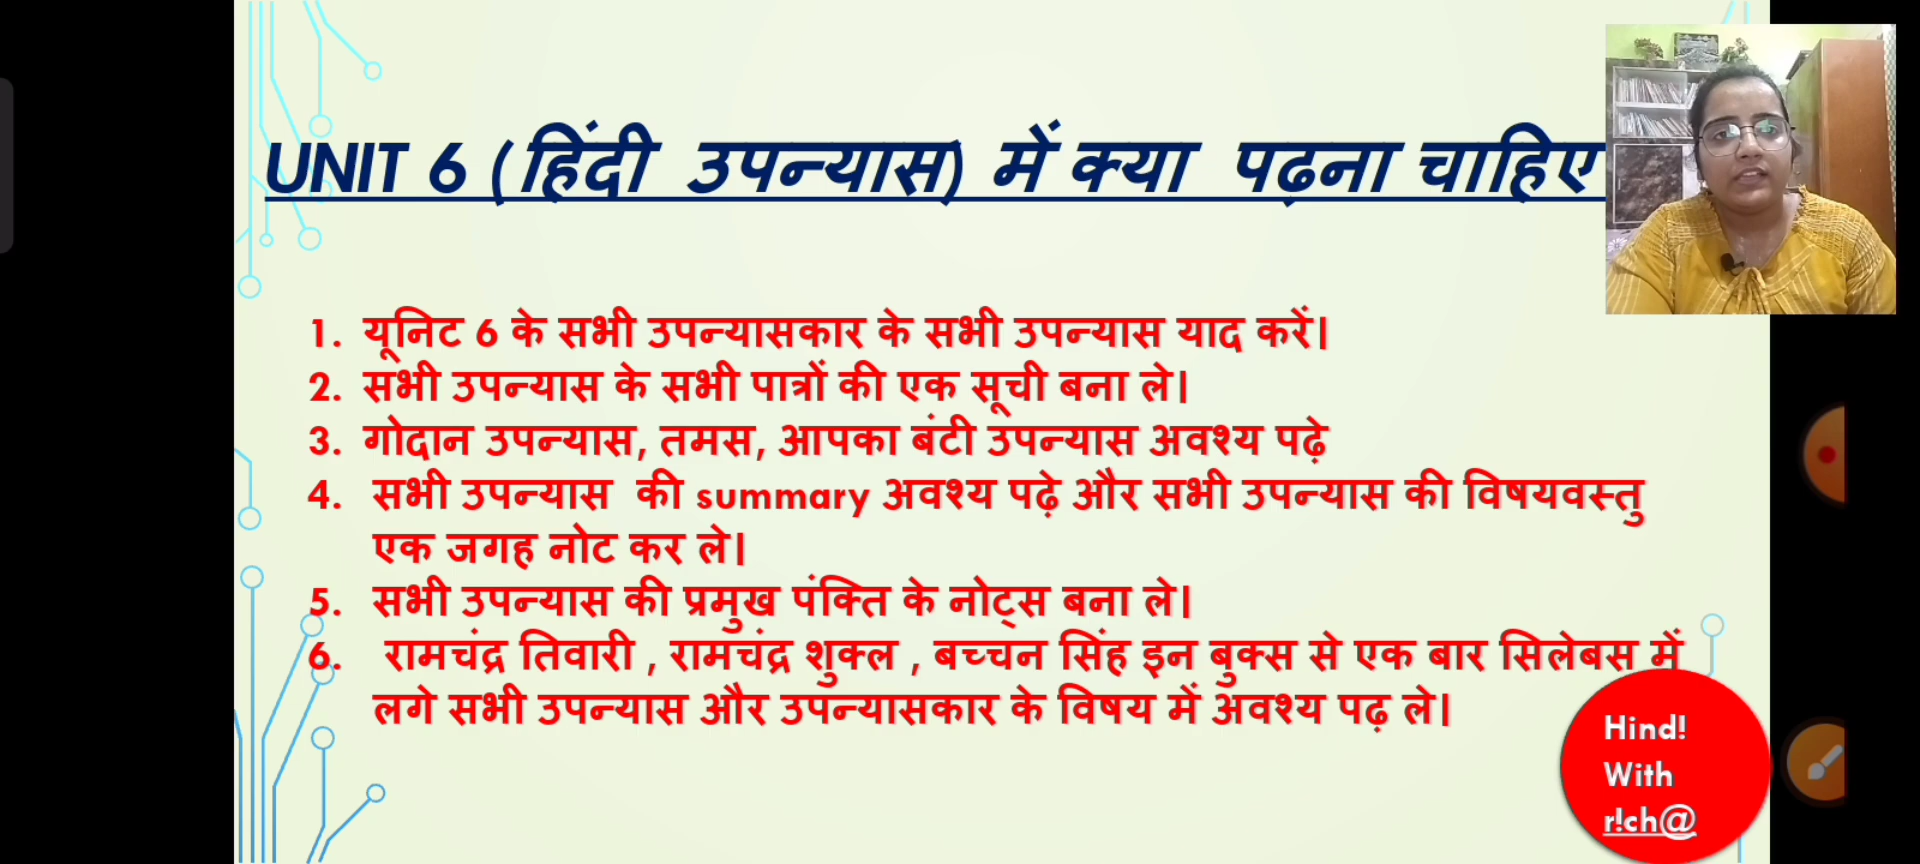 UNIT 6 (हिंदी उपन्यास) में क्या पढ़ना चाहिए
1. यूनिट 6 के सभी उपन्यासकार के सभी उपन्यास याद करें|
2. सभी उपन्यास के सभी पात्रों की एक सूची बना ले|
3. गोदान उपन्यास, तमस, आपका बंटी उपन्यास अवश्य पढ़े
4. सभी उपन्यास की summary अवश्य पढ़े और सभी उपन्यास की विषयवस्तु
एक जगह नोट कर ले|
5. सभी उपन्यास की प्रमुख पंक्ति के नोट्स बना ले|
6. रामचंद्र तिवारी , रामचंद्र शुक्ल , बच्चन सिंह इन बुक्स से एक बार सिलेबस में
लगे सभी उपन्यास और उपन्यासकार के विषय में अवश्य पढ़ ले|
Hind!
With
r!ch@